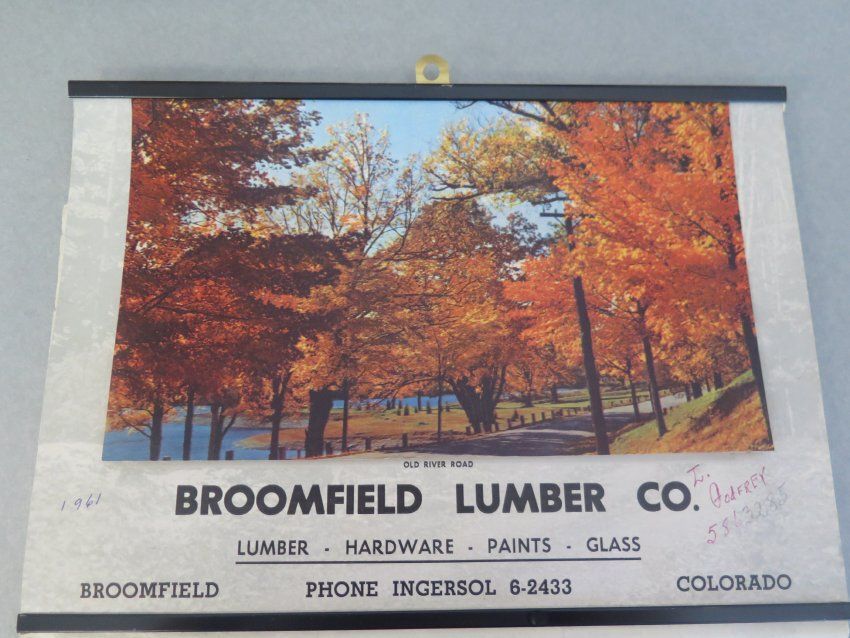 OLD RIVER ROAD
1961
BROOMFIELD LUMBER CO.
L. GODFREY
LUMBER - HARDWARE - PAINTS - GLASS
BROOMFIELD PHONE INGERSOL 6-2433 COLORADO